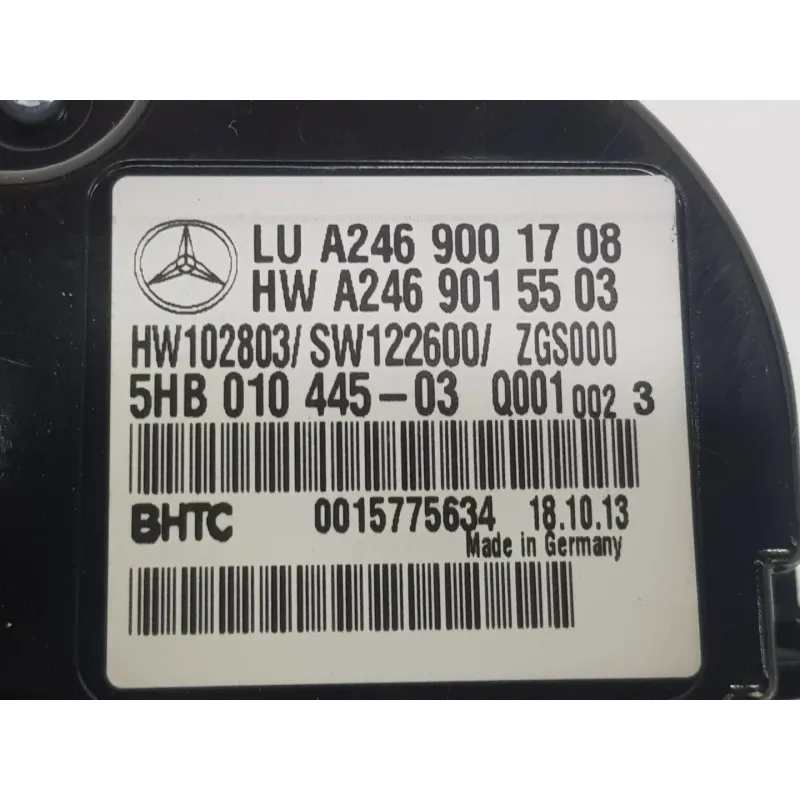 LU A246 900 17 08
HW A246 901 55 03
HW102803/ SW122600/ ZGS000
5HB 010 445-03 Q001 002 3
BHTC 0015775634 18.10.13
Made in Germany